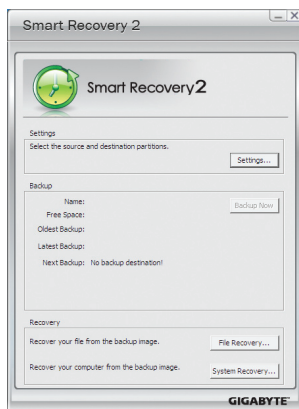 Smart Recovery 2
Smart Recovery2
Settings
Select the source and destination partitions.
Settings...
Backup
Name:
Backup Now
Free Space:
Oldest Backup:
Latest Backup:
Next Backup: No backup destination!
Recovery
Recover your file from the backup image.
File Recovery...
Recover your computer from the backup image.
System Recovery...
GIGABYTE